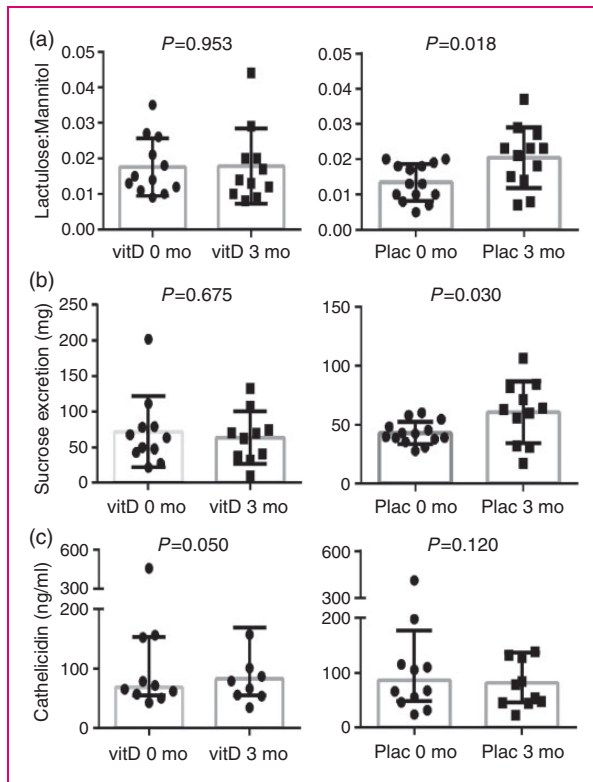 (a)
P=0.953
P=0.018
Lactulose:Mannitol
0.05
0.04
0.03
0.02
0.01
0.00
vitD 0 mo
vitD 3 mo
0.05
0.04
0.03
0.02
0.01
0.00
Plac 0 mo
Plac 3 mo
(b)
P=0.675
P=0.030
Sucrose excretion (mg)
250
200
150
100
50
0
vitD 0 mo
vitD 3 mo
150
100
50
0
Plac 0 mo
Plac 3 mo
(c)
P=0.050
P=0.120
Cathelicidin (ng/ml)
600
300
200
100
0
vitD 0 mo
vitD 3 mo
600
300
200
100
0
Plac 0 mo
Plac 3 mo